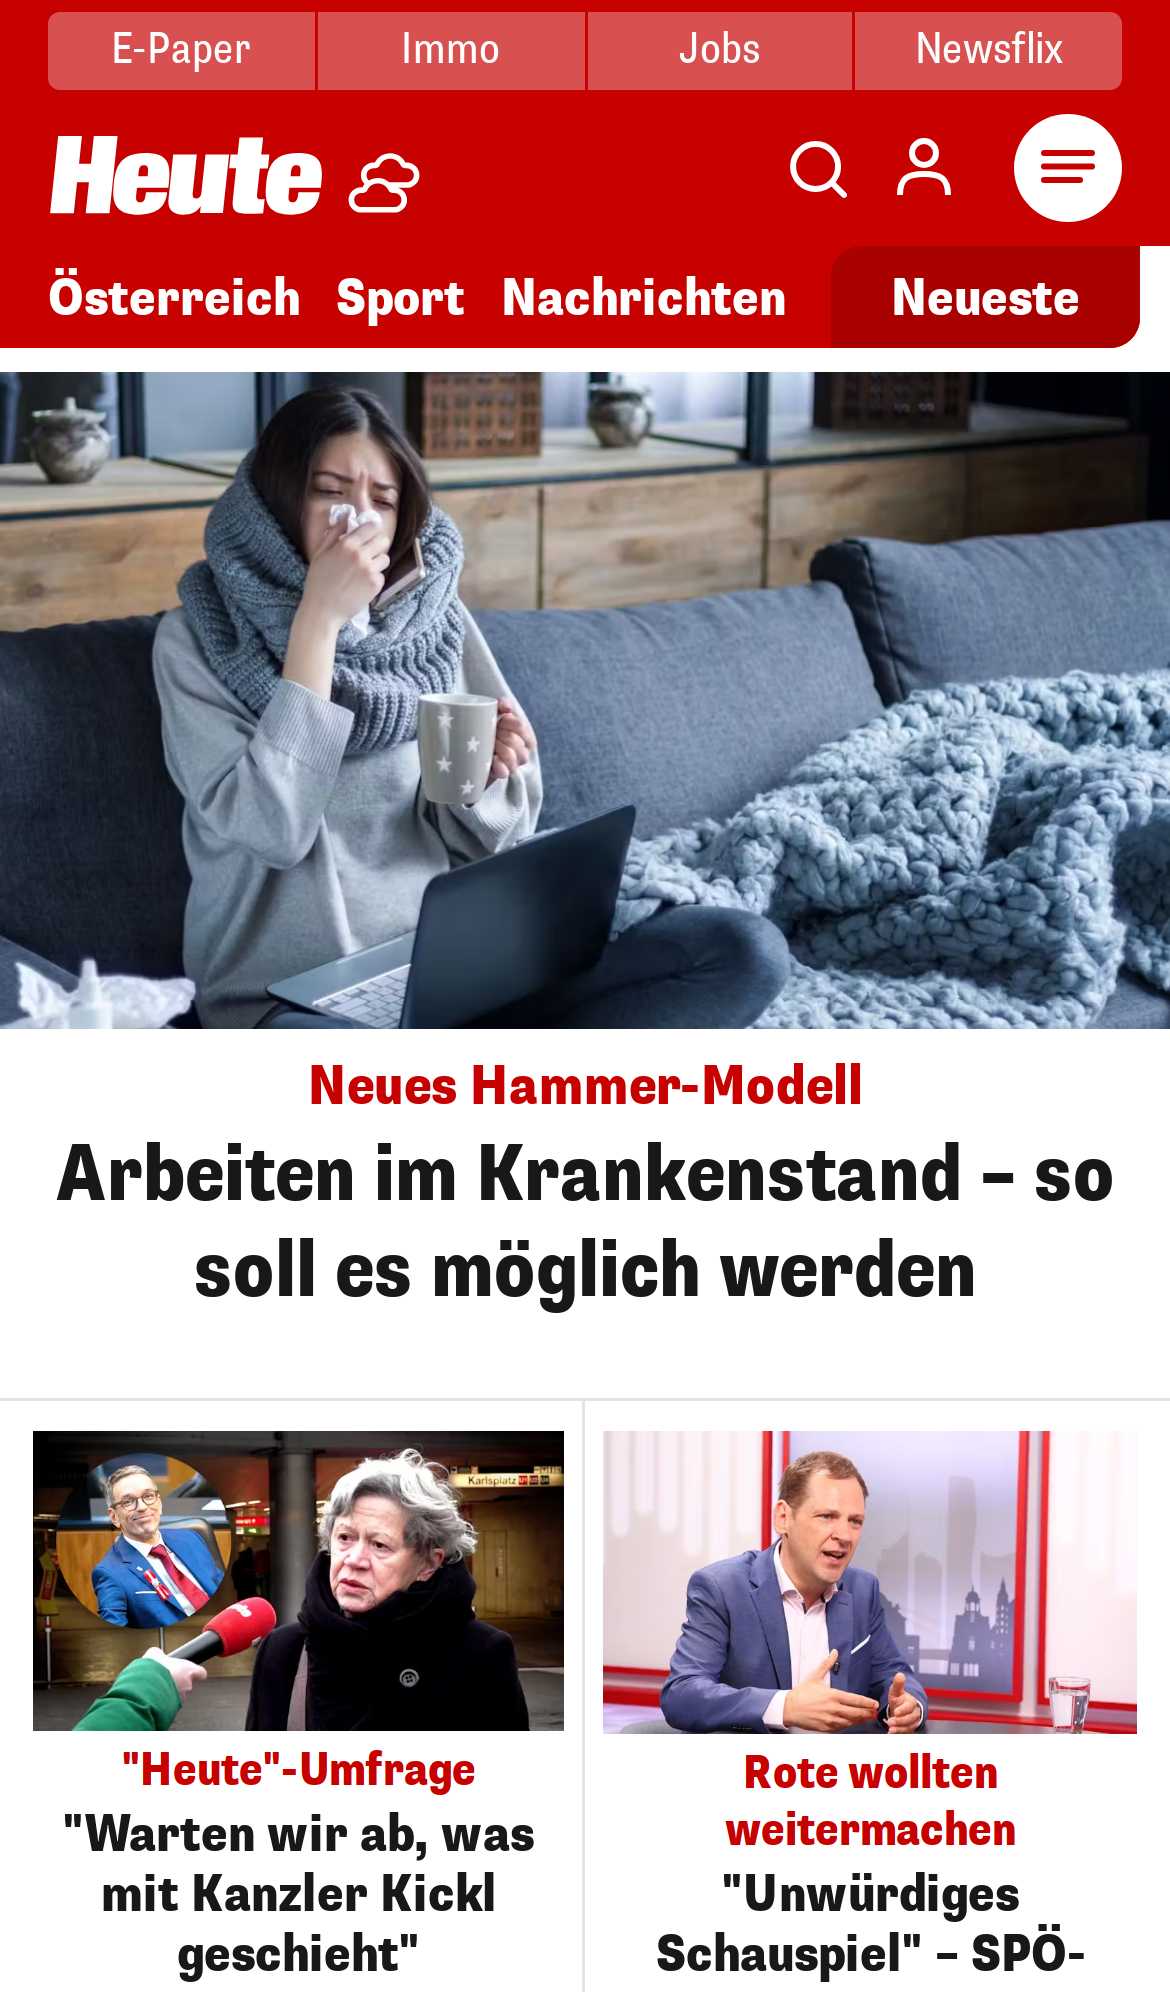 E-Paper Immo Jobs Newsflix
Heute
Österreich Sport Nachrichten Neueste
Neues Hammer-Modell
Arbeiten im Krankenstand – so
soll es möglich werden
Karlsplatz
"Heute"-Umfrage
"Warten wir ab, was
mit Kanzler Kickl
geschieht"
Rote wollten
weitermachen
"Unwürdiges
Schauspiel" – SPÖ-